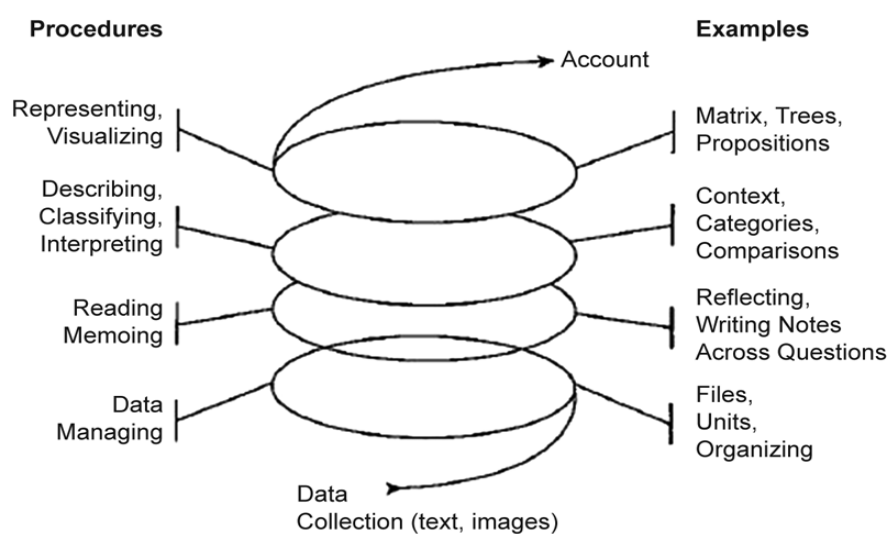 Procedures
Examples
Account
Representing,
Visualizing
Matrix, Trees,
Propositions
Describing,
Classifying,
Interpreting
Context,
Categories,
Comparisons
Reading
Memoing
Reflecting,
Writing Notes
Across Questions
Data
Managing
Files,
Units,
Organizing
Data
Collection (text, images)